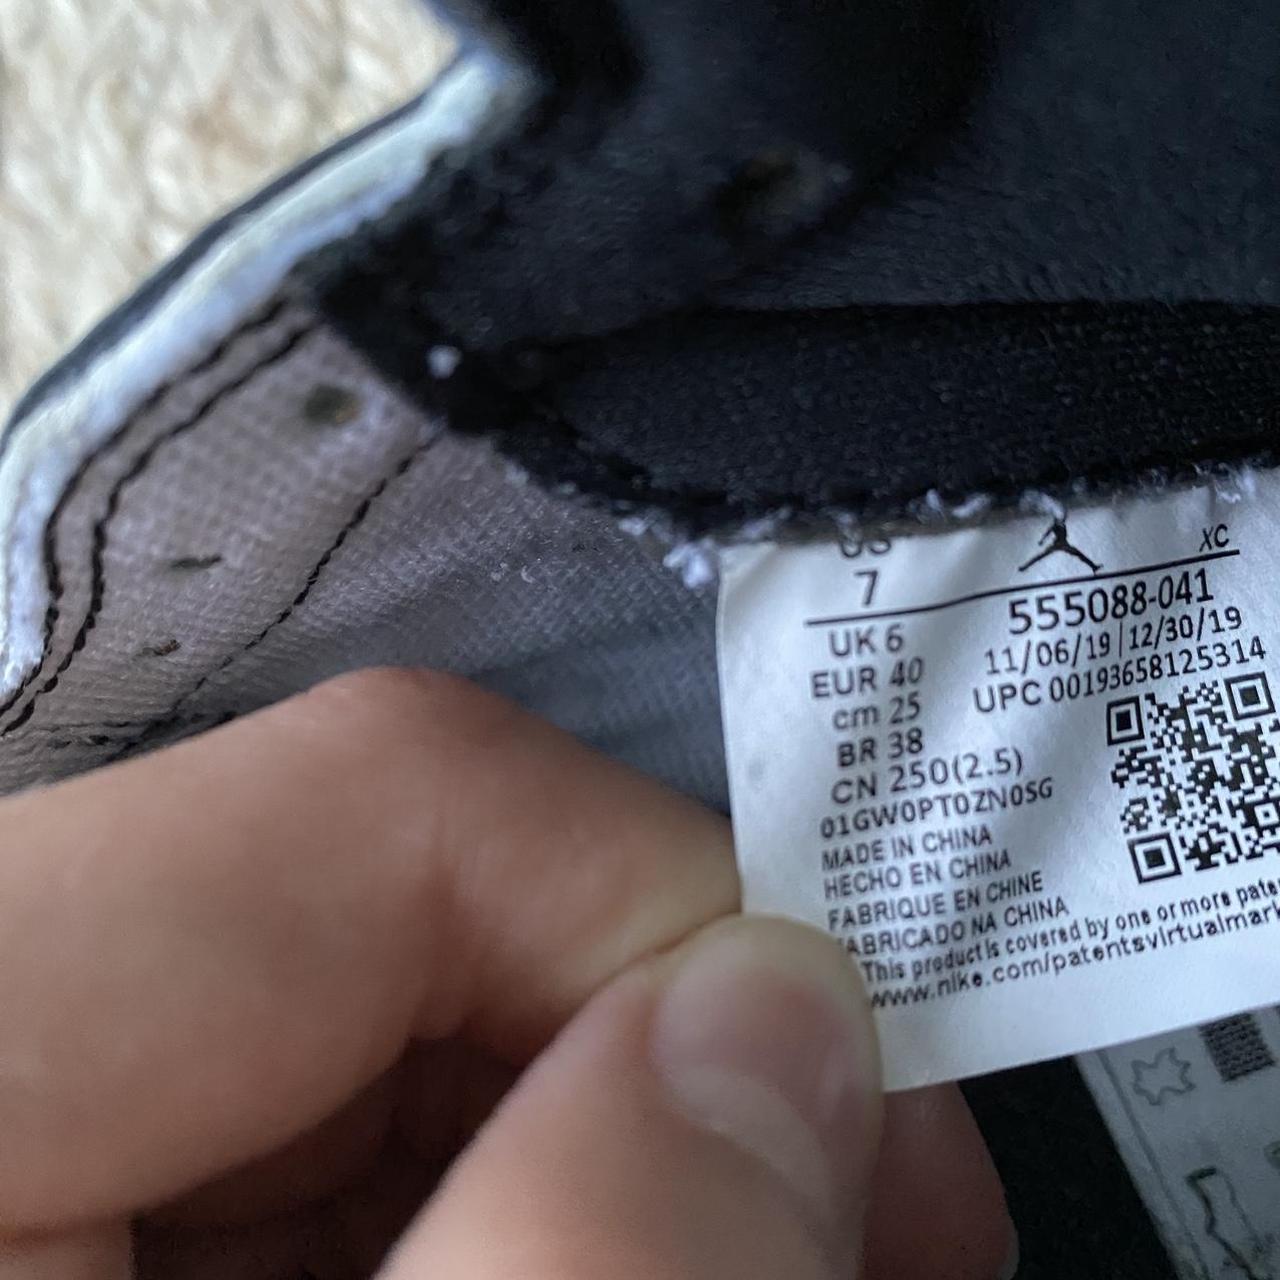 US
7
XC
555088-041
11/06/19|12/30/19
UPC 00193658125314
UK 6
EUR 40
cm 25
BR 38
CN 250(2.5)
01GW0PT0ZN0SG
MADE IN CHINA
HECHO EN CHINA
FABRIQUE EN CHINE
FABRICADO NA CHINA
This product is covered by one or more
www.nike.com/patentsvirtualmark